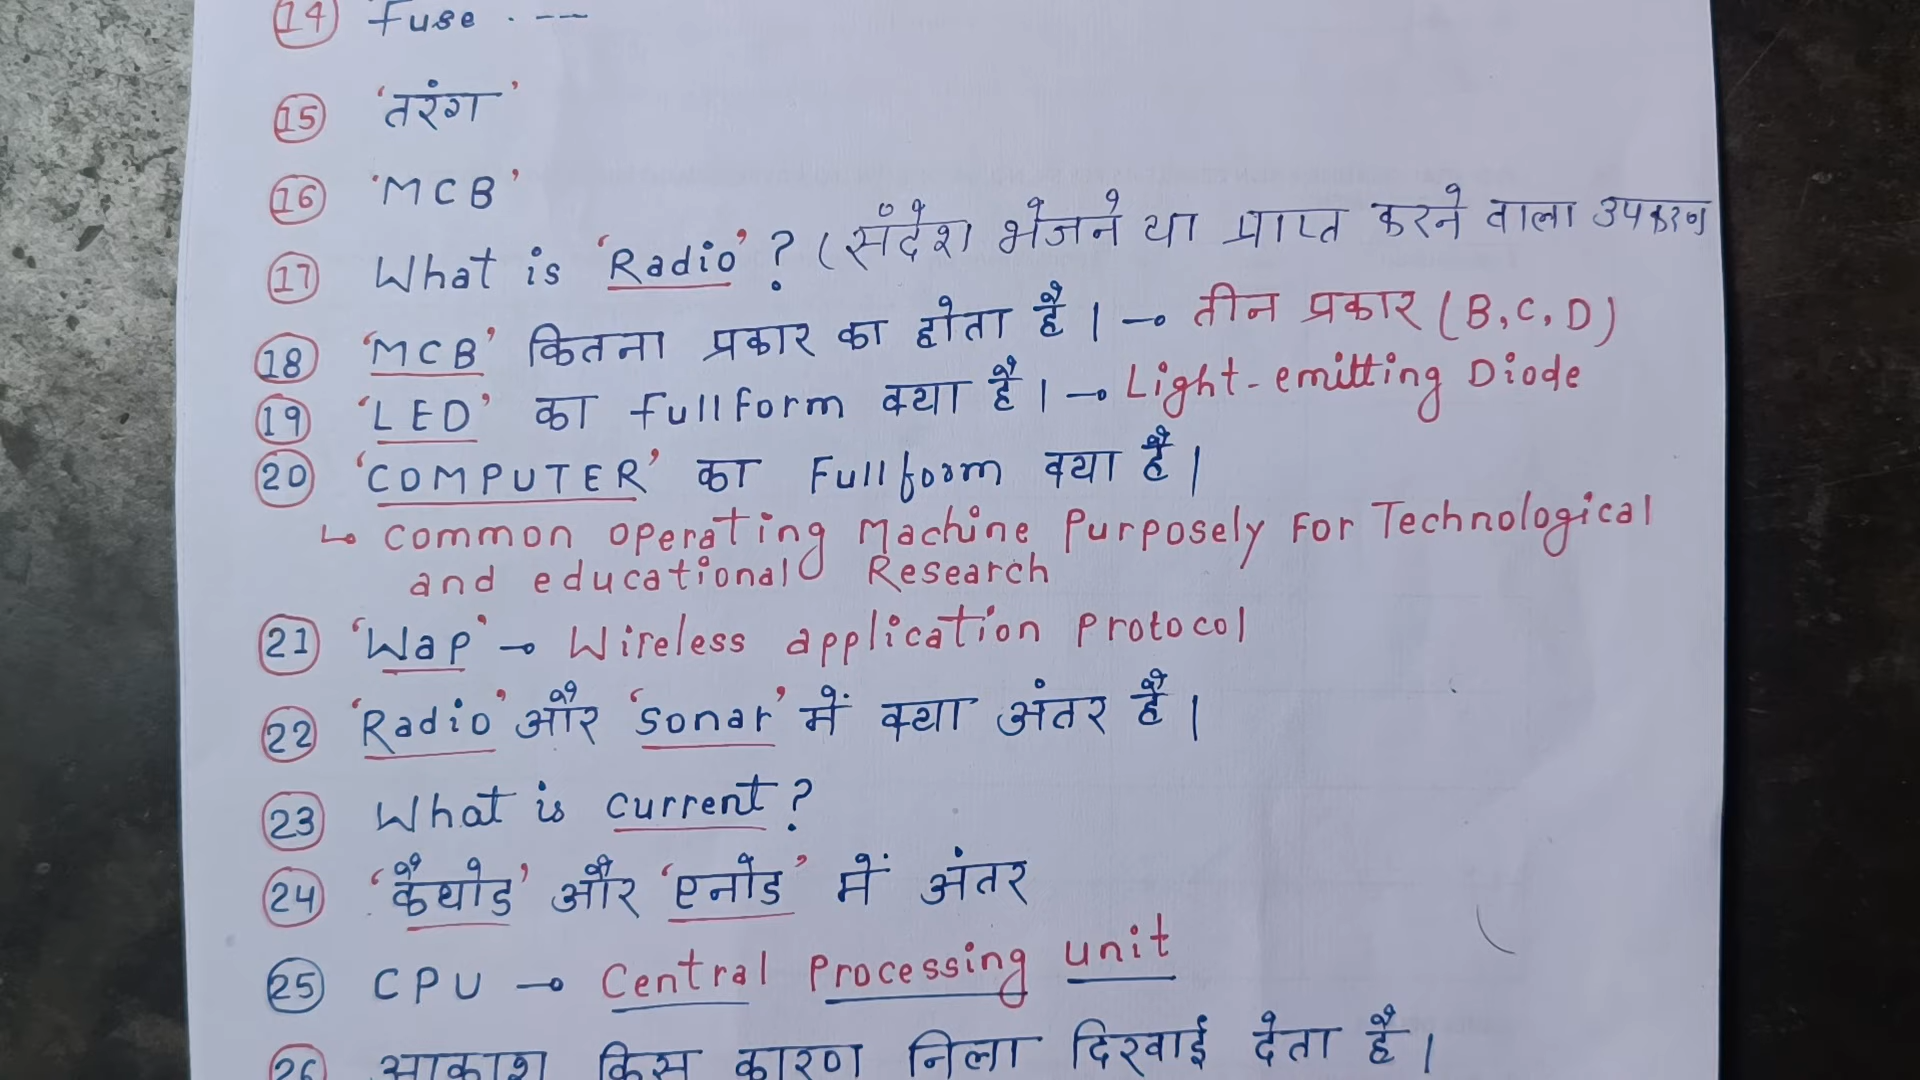 14 Fuse . --
15 'तरंग'
16 'MCB'
17 What is 'Radio' ? (संदेश भेजने या प्राप्त करने वाला उपकरण
18 'MCB' कितना प्रकार का होता है । → तीन प्रकार (B, C, D)
19 'LED' का fullform क्या है । → Light-emitting Diode
20 'COMPUTER' का Fullform क्या है ।
↳ common operating Machine Purposely For Technological
and educational Research
21 'Wap' → Wireless application Protocol
22 'Radio' और 'Sonar' में क्या अंतर है ।
23 What is current ?
24 'कैथोड' और 'एनोड' में अंतर
25 CPU → Central Processing unit
26 आकाश किस कारण निला दिखाई देता है ।